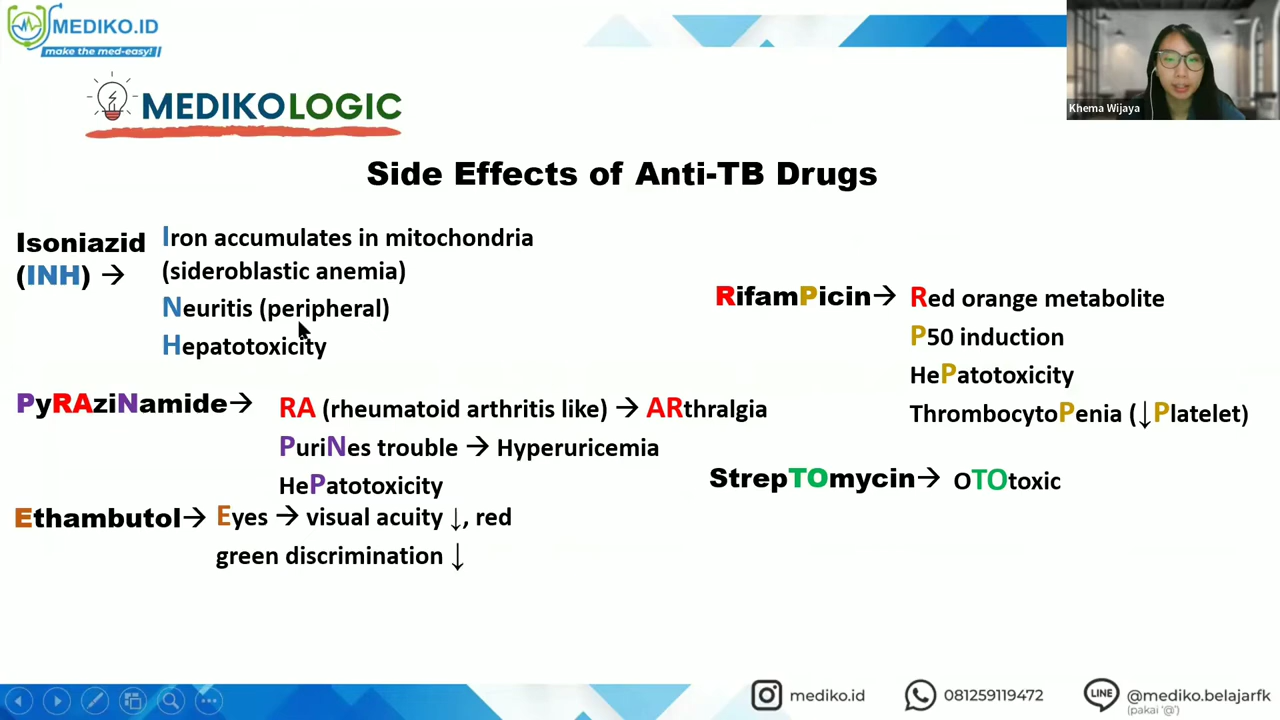 MEDIKO.ID
make the med-easy!
Khema Wijaya
MEDIKOLOGIC
Side Effects of Anti-TB Drugs
Isoniazid
(INH) →
Iron accumulates in mitochondria
(sideroblastic anemia)
Neuritis (peripheral)
Hepatotoxicity
PyRAziNamide→
RA (rheumatoid arthritis like) → ARthralgia
PuriNes trouble → Hyperuricemia
HePatotoxicity
Ethambutol→
Eyes → visual acuity ↓, red
green discrimination ↓
RifamPicin→
Red orange metabolite
P50 induction
HePatotoxicity
ThrombocytoPenia (↓Platelet)
StrepTOmycin→
OTOtoxic
mediko.id
081259119472
LINE
@mediko.belajarfk
(pakai '@')